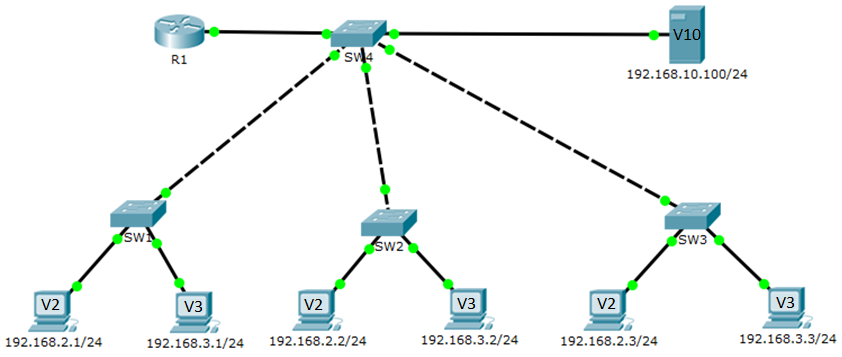 R1
SW4
V10
192.168.10.100/24
SW1
SW2
SW3
V2
V3
V2
V3
V2
V3
192.168.2.1/24
192.168.3.1/24
192.168.2.2/24
192.168.3.2/24
192.168.2.3/24
192.168.3.3/24